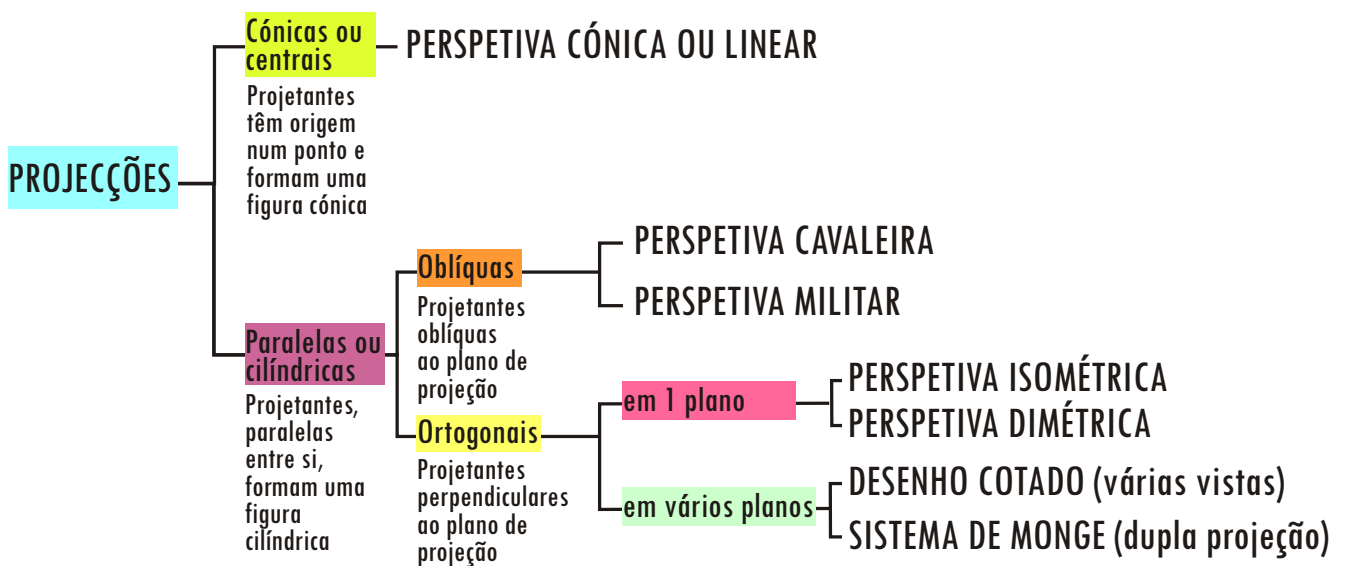 PROJECÇÕES
Cónicas ou
centrais
Projetantes
têm origem
num ponto e
formam uma
figura cónica
PERSPETIVA CÓNICA OU LINEAR
Paralelas ou
cilíndricas
Projetantes,
paralelas
entre si,
formam uma
figura
cilíndrica
Oblíquas
Projetantes
oblíquas
ao plano de
projeção
PERSPETIVA CAVALEIRA
PERSPETIVA MILITAR
Ortogonais
Projetantes
perpendiculares
ao plano de
projeção
em 1 plano
PERSPETIVA ISOMÉTRICA
PERSPETIVA DIMÉTRICA
em vários planos
DESENHO COTADO (várias vistas)
SISTEMA DE MONGE (dupla projeção)